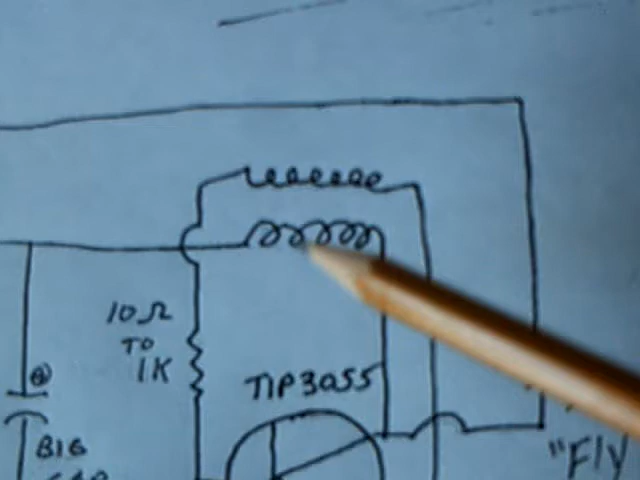 10Ω
TO
1K
TIP3055
⊕
BIG
"Fly